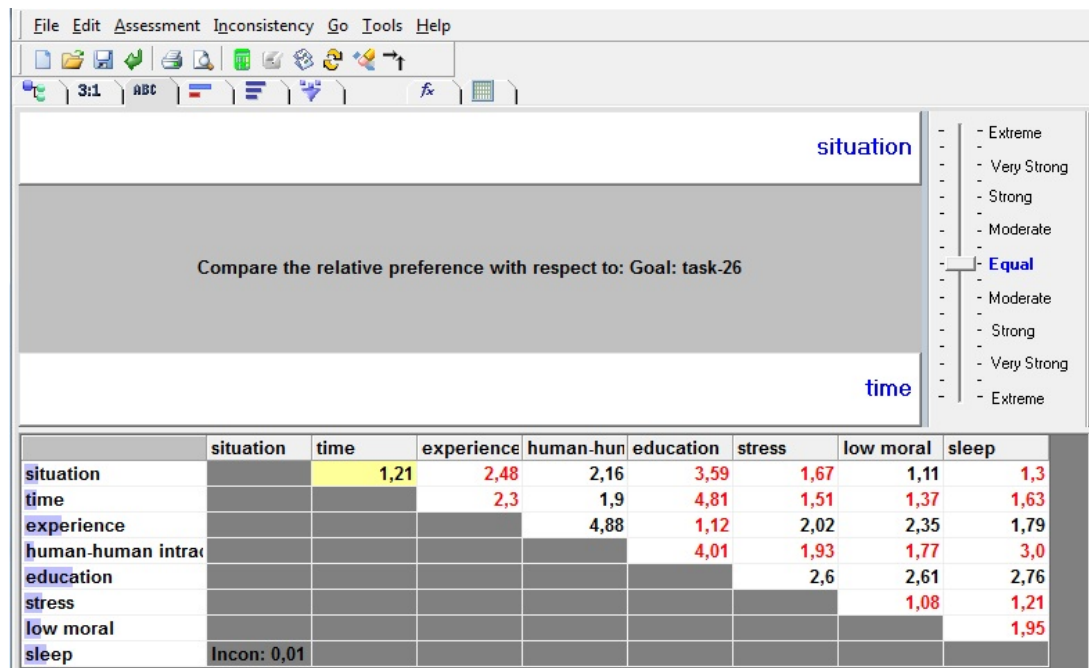 File Edit Assessment Inconsistency Go Tools Help
3:1 ABC fx
situation
Compare the relative preference with respect to: Goal: task-26
time
Extreme
Very Strong
Strong
Moderate
Equal
Moderate
Strong
Very Strong
Extreme
situation time experience human-hun education stress low moral sleep
situation 1,21 2,48 2,16 3,59 1,67 1,11 1,3
time 2,3 1,9 4,81 1,51 1,37 1,63
experience 4,88 1,12 2,02 2,35 1,79
human-human intrac 4,01 1,93 1,77 3,0
education 2,6 2,61 2,76
stress 1,08 1,21
low moral 1,95
sleep Incon: 0,01